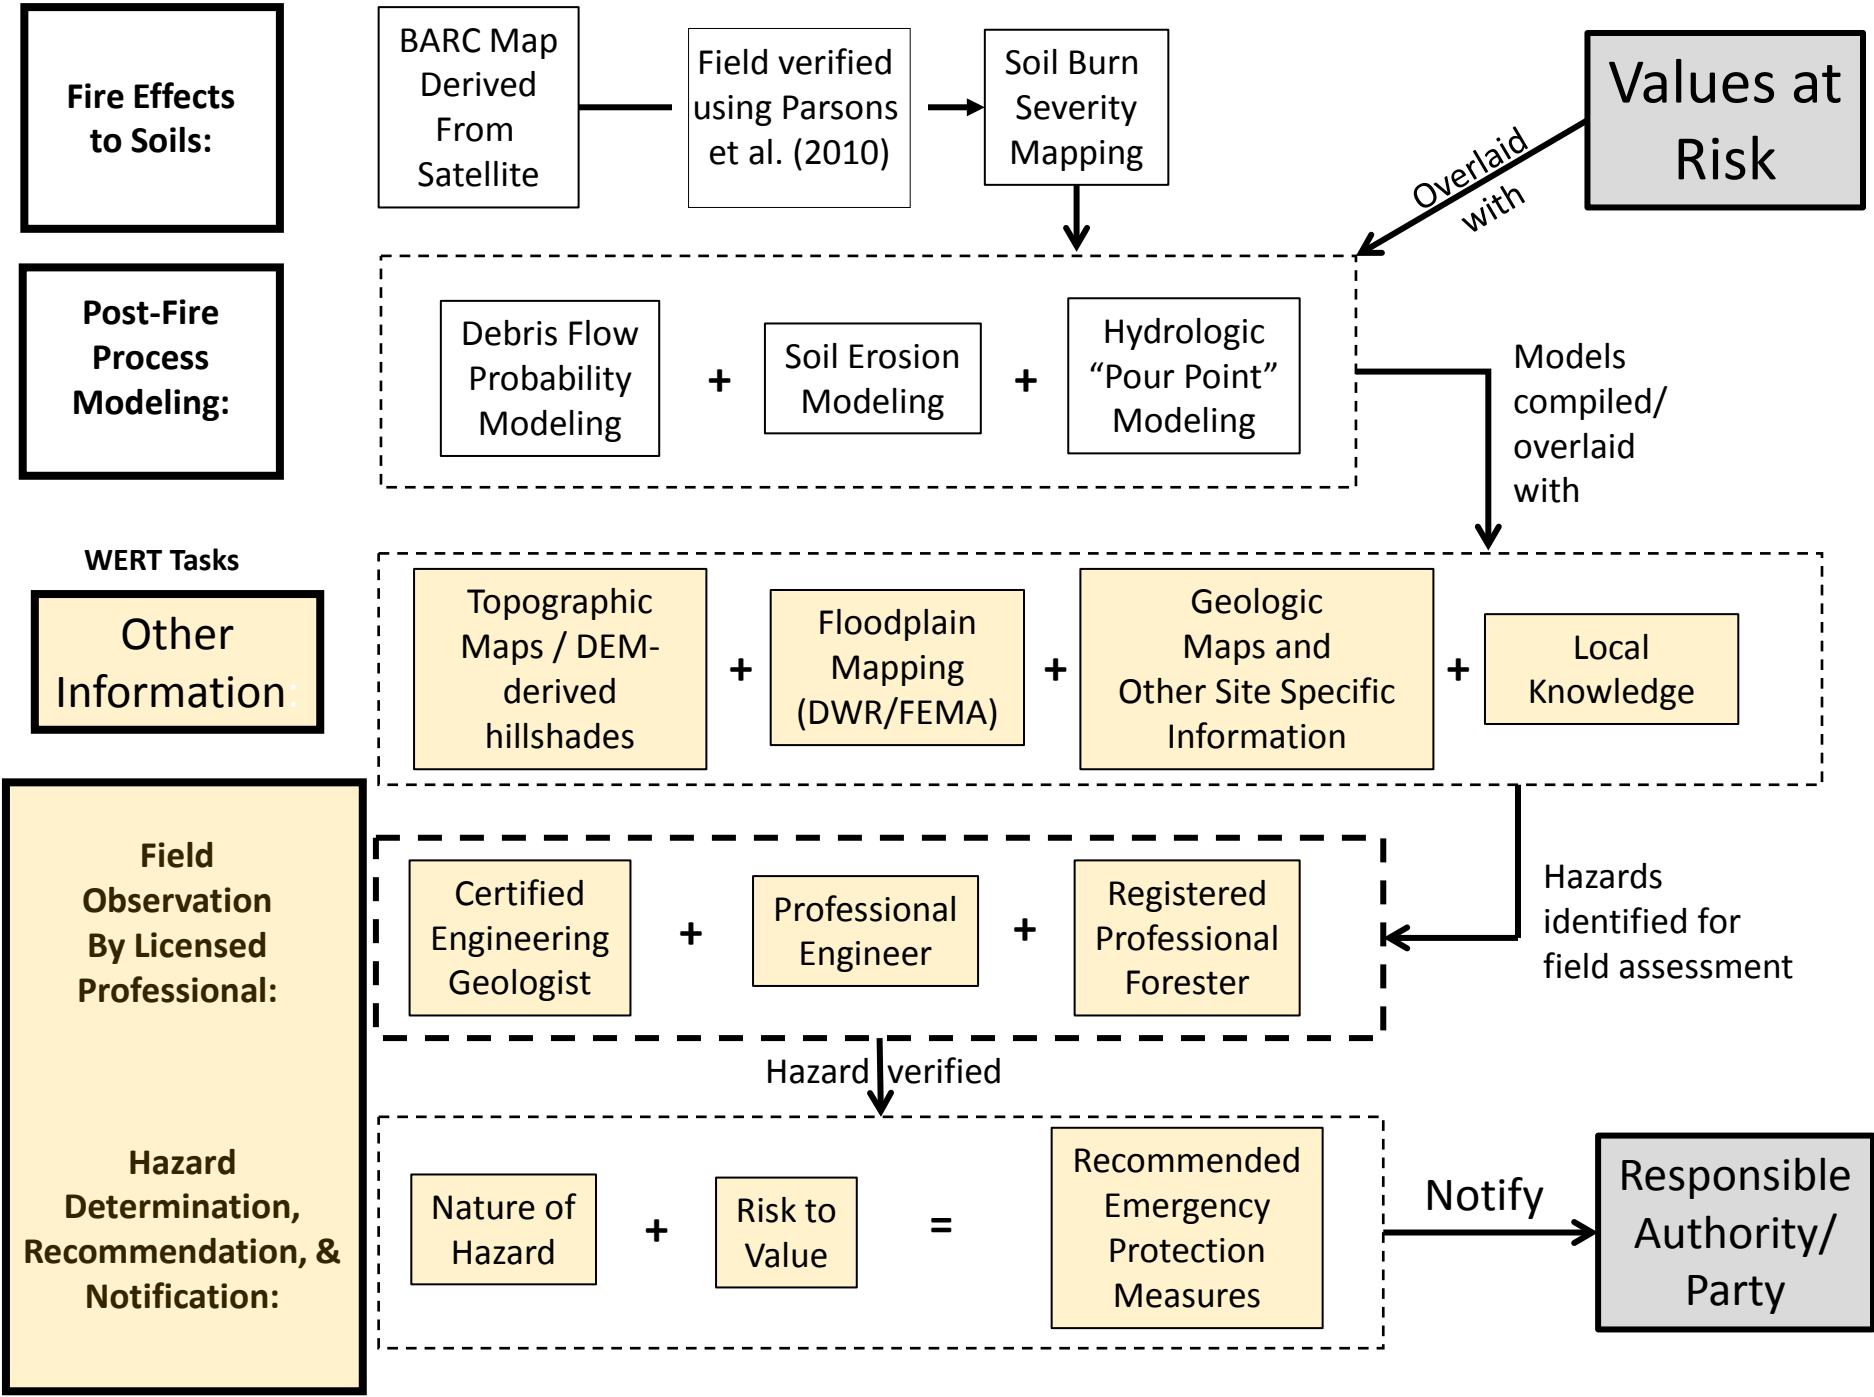 Fire Effects
to Soils:
BARC Map
Derived
From
Satellite
Field verified
using Parsons
et al. (2010)
Soil Burn
Severity
Mapping
Values at
Risk
Overlaid
with
Post-Fire
Process
Modeling:
Debris Flow
Probability
Modeling
+
Soil Erosion
Modeling
+
Hydrologic
“Pour Point”
Modeling
Models
compiled/
overlaid
with
WERT Tasks
Other
Information:
Topographic
Maps / DEM-
derived
hillshades
+
Floodplain
Mapping
(DWR/FEMA)
+
Geologic
Maps and
Other Site Specific
Information
+
Local
Knowledge
Field
Observation
By Licensed
Professional:
Certified
Engineering
Geologist
+
Professional
Engineer
+
Registered
Professional
Forester
Hazards
identified for
field assessment
Hazard verified
Hazard
Determination,
Recommendation, &
Notification:
Nature of
Hazard
+
Risk to
Value
=
Recommended
Emergency
Protection
Measures
Notify
Responsible
Authority/
Party